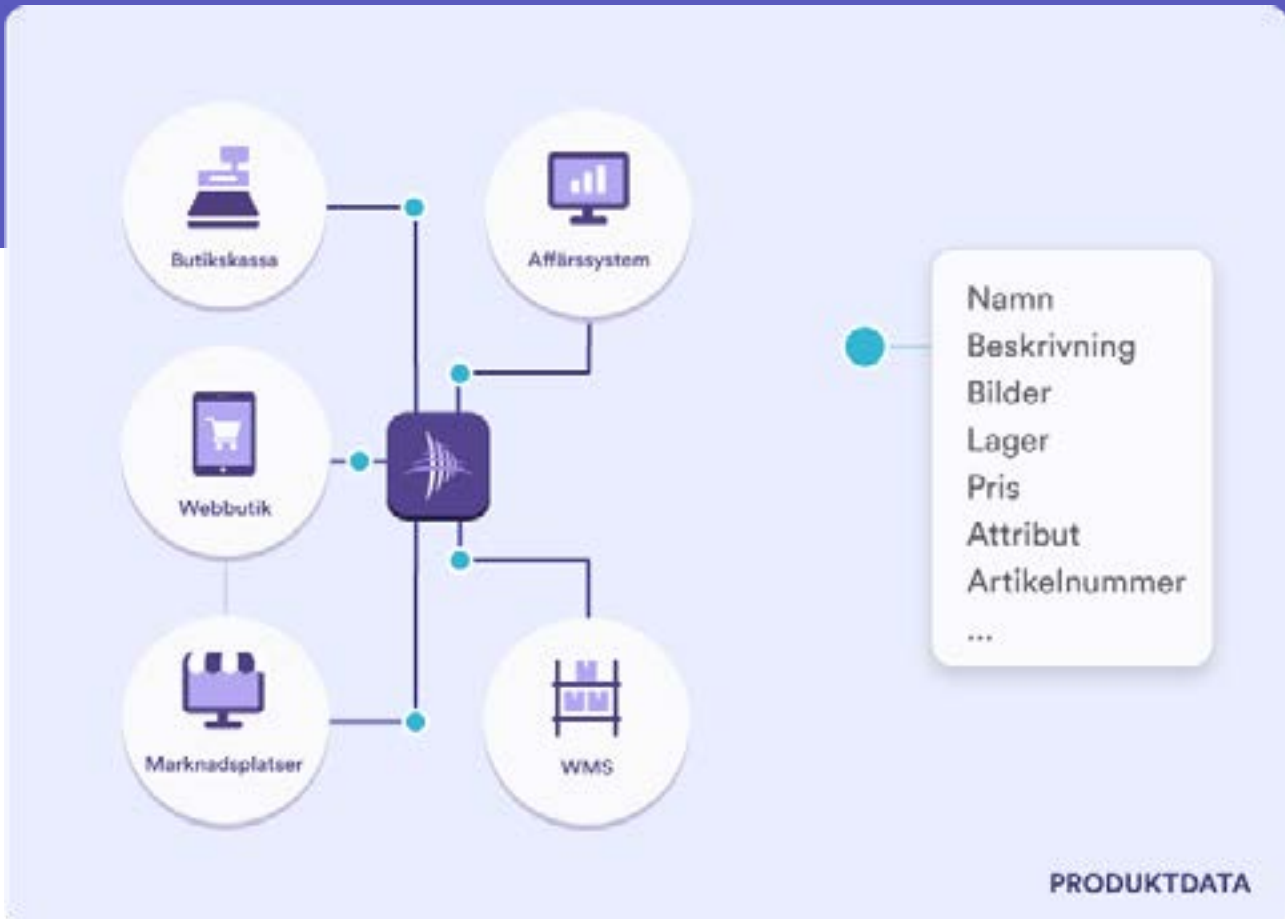 Butikskassa
Affärssystem
Webbutik
Marknadsplatser
WMS
Namn
Beskrivning
Bilder
Lager
Pris
Attribut
Artikelnummer
...
PRODUKTDATA